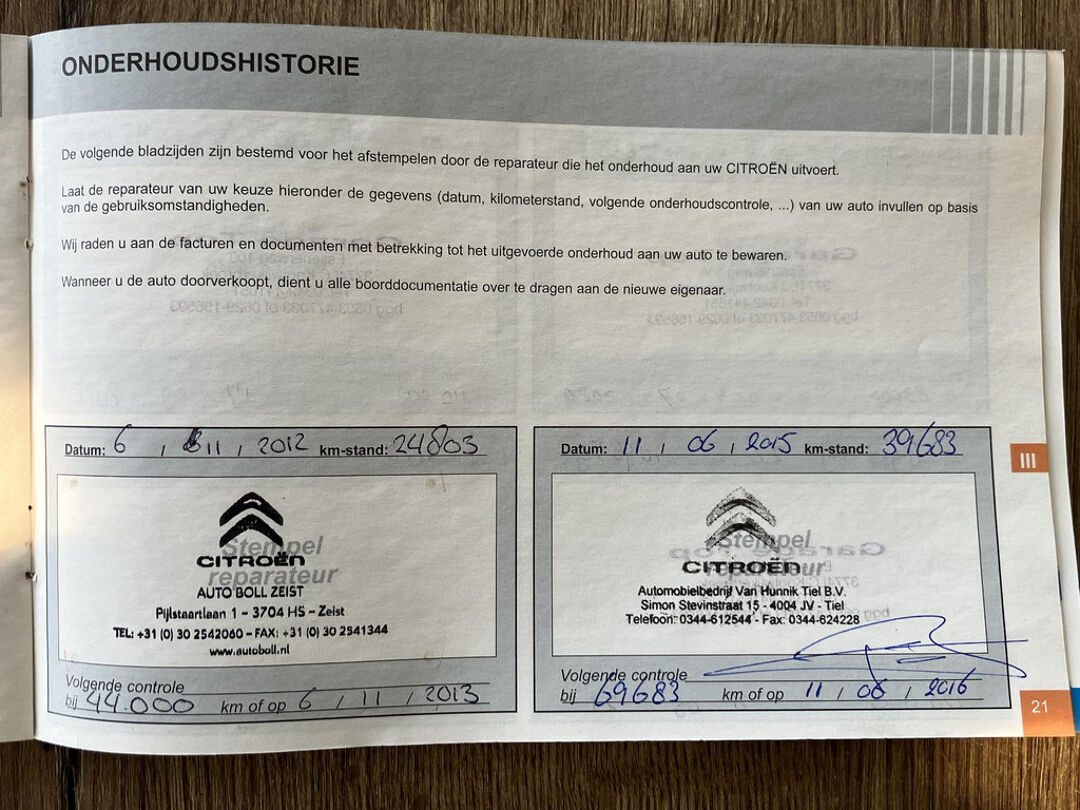 ONDERHOUDSHISTORIE
De volgende bladzijden zijn bestemd voor het afstempelen door de reparateur die het onderhoud aan uw CITROËN uitvoert.
Laat de reparateur van uw keuze hieronder de gegevens (datum, kilometerstand, volgende onderhoudscontrole, ...) van uw auto invullen op basis
van de gebruiksomstandigheden.
Wij raden u aan de facturen en documenten met betrekking tot het uitgevoerde onderhoud aan uw auto te bewaren.
Wanneer u de auto doorverkoopt, dient u alle boorddocumentatie over te dragen aan de nieuwe eigenaar.
Datum: 6 / 11 / 2012 km-stand: 24803
Stempel
CITROËN
reparateur
AUTO BOLL ZEIST
Pijlstaartlaan 1 - 3704 HS - Zeist
TEL: +31 (0) 30 2542060 - FAX: +31 (0) 30 2541344
www.autoboll.nl
Volgende controle
bij 44.000 km of op 6 / 11 / 2013
Datum: 11 / 06 / 2015 km-stand: 39683
Stempel
CITROËN
reparateur
Automobielbedrijf Van Hunnik Tiel B.V.
Simon Stevinstraat 15 - 4004 JV - Tiel
Telefoon: 0344-612544 - Fax: 0344-624228
Volgende controle
bij 69683 km of op 11 / 06 / 2016
III
21